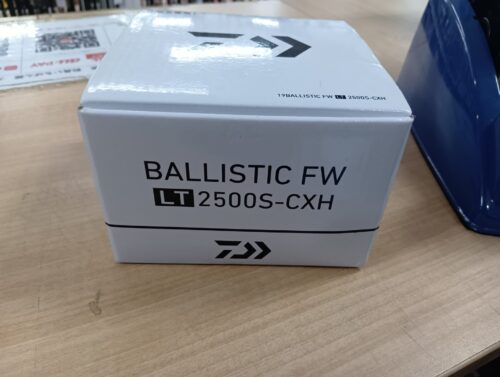 19BALLISTIC FW LT 2500S-CXH
BALLISTIC FW
LT 2500S-CXH